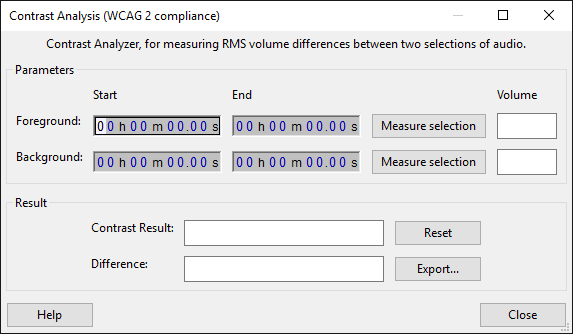 Contrast Analysis (WCAG 2 compliance)
Contrast Analyzer, for measuring RMS volume differences between two selections of audio.
Parameters
Start End Volume
Foreground: 00 h 00 m 00.00 s 00 h 00 m 00.00 s Measure selection
Background: 00 h 00 m 00.00 s 00 h 00 m 00.00 s Measure selection
Result
Contrast Result: Reset
Difference: Export...
Help Close